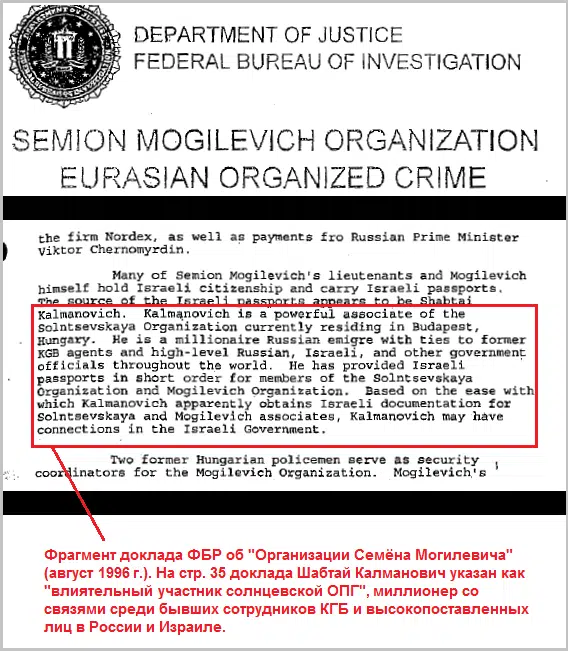 DEPARTMENT OF JUSTICE
FEDERAL BUREAU OF INVESTIGATION
SEMION MOGILEVICH ORGANIZATION
EURASIAN ORGANIZED CRIME
the firm Nordex, as well as payments fro Russian Prime Minister
Viktor Chernomyrdin.
Many of Semion Mogilevich's lieutenants and Mogilevich
himself hold Israeli citizenship and carry Israeli passports.
The source of the Israeli passports appears to be Shabtai
Kalmanovich. Kalmanovich is a powerful associate of the
Solntsevskaya Organization currently residing in Budapest,
Hungary. He is a millionaire Russian emigre with ties to former
KGB agents and high-level Russian, Israeli, and other government
officials throughout the world. He has provided Israeli
passports in short order for members of the Solntsevskaya
Organization and Mogilevich Organization. Based on the ease with
which Kalmanovich apparently obtains Israeli documentation for
Solntsevskaya and Mogilevich associates, Kalmanovich may have
connections in the Israeli Government.
Two former Hungarian policemen serve as security
coordinators for the Mogilevich Organization. Mogilevich's
Фрагмент доклада ФБР об "Организации Семёна Могилевича"
(август 1996 г.). На стр. 35 доклада Шабтай Калманович указан как
"влиятельный участник солнцевской ОПГ", миллионер со
связями среди бывших сотрудников КГБ и высокопоставленных
лиц в России и Израиле.